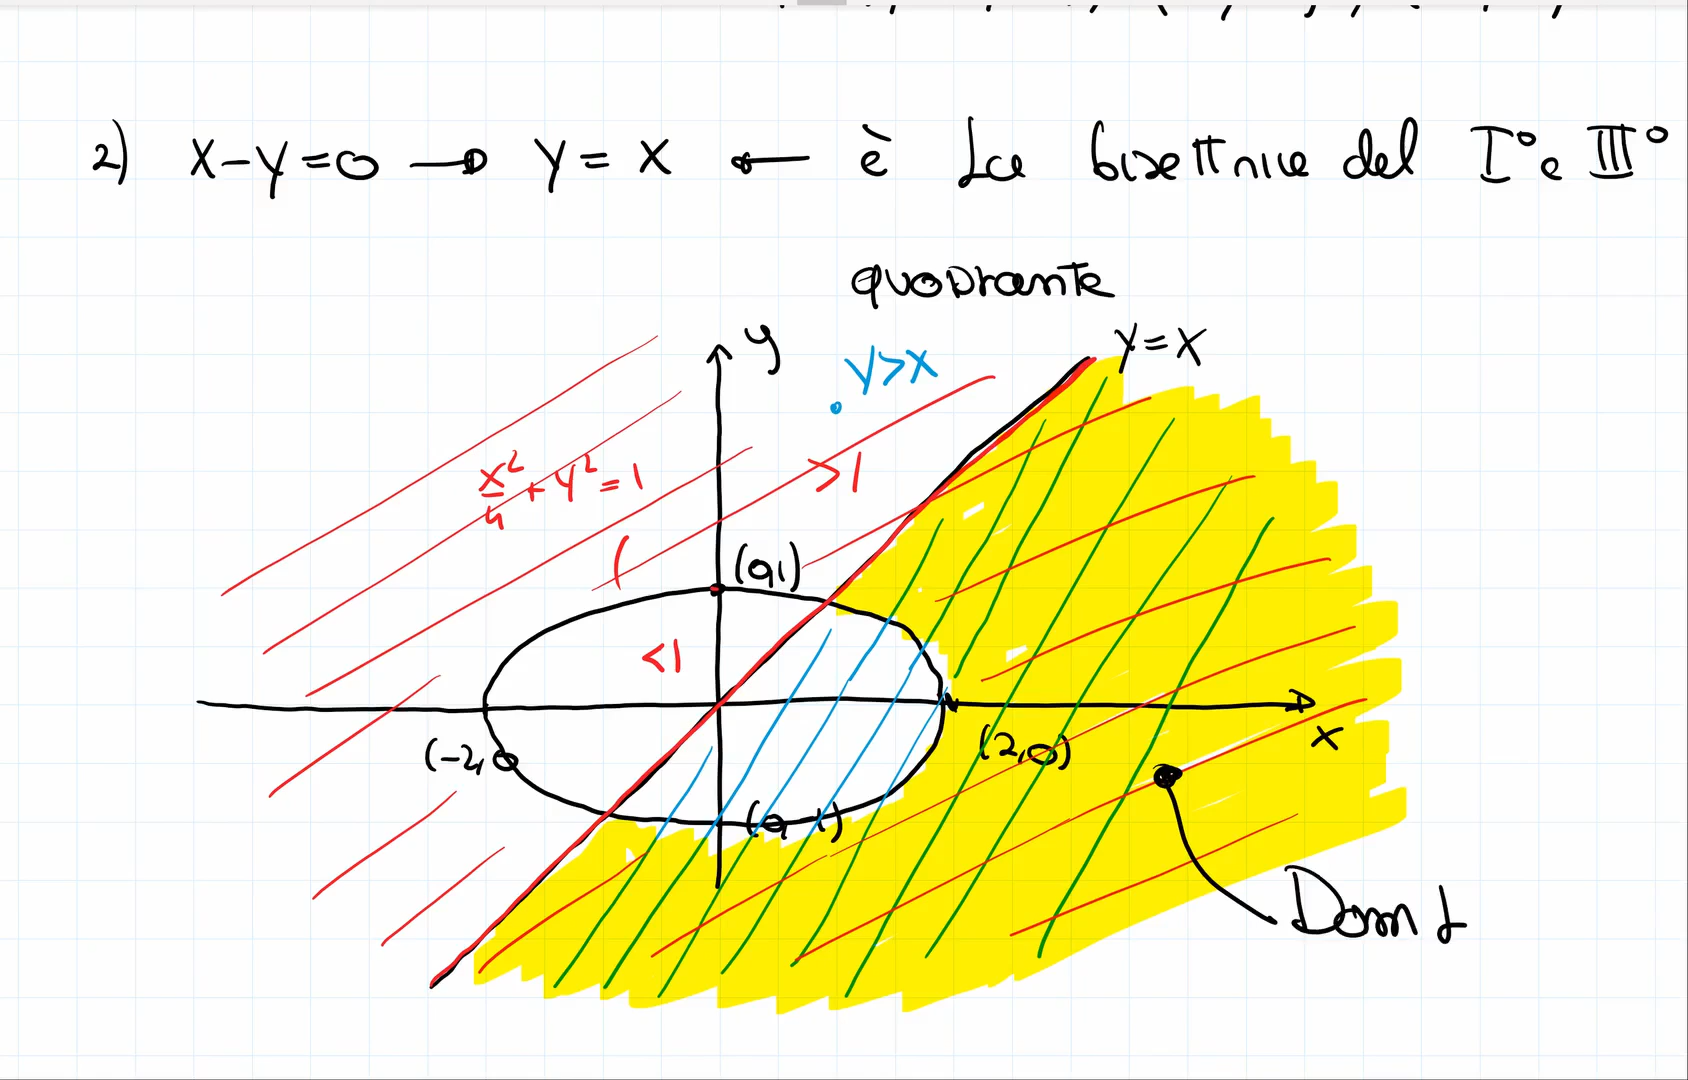 2) X-Y=0 → Y = X ← è La bisettrice del I° e III°
quadrante
y
Y=X
Y>X
>1
x²/4 + Y² = 1
(0,1)
<1
(-2,0
(2,0)
x
(0,-1)
Dom f